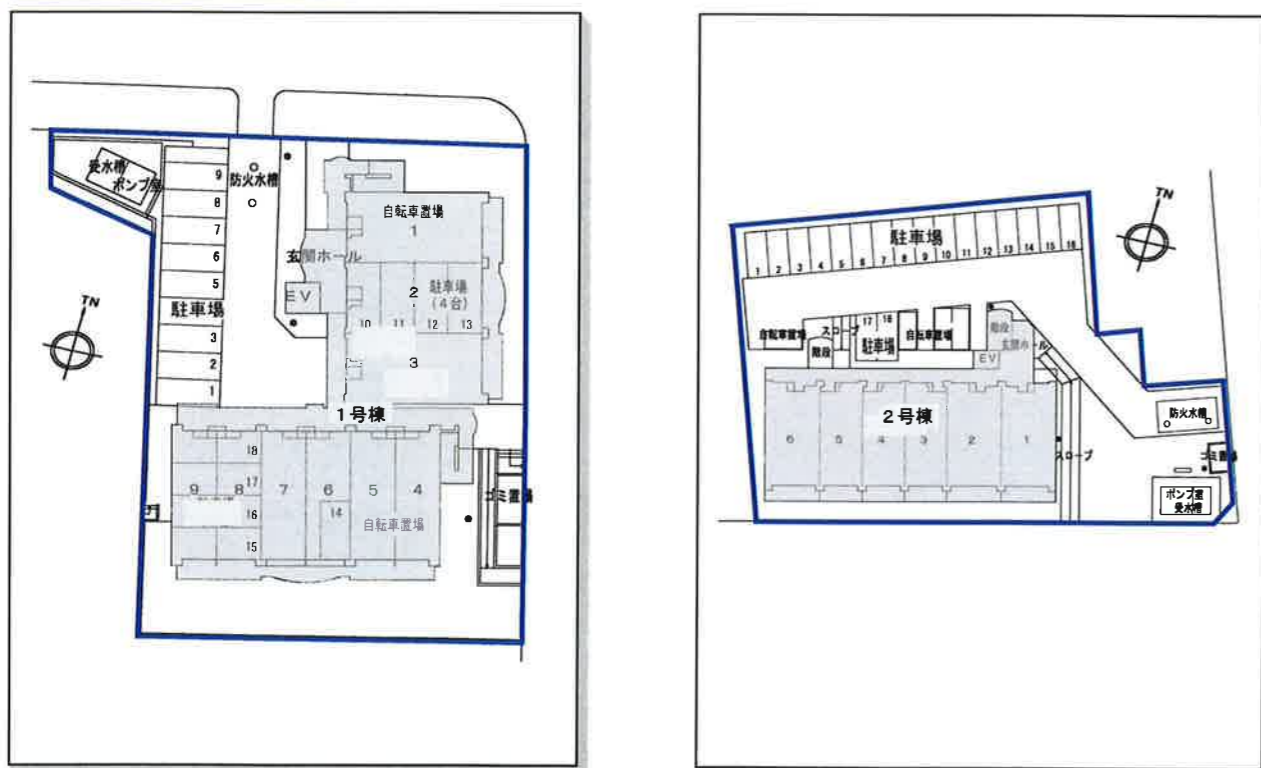 受水槽
ポンプ室
9
防火水槽
8
7
6
5
駐車場
3
2
1
TN
自転車置場
1
玄関ホール
EV
2
駐車場
(4台)
10 11 12 13
3
1号棟
18
17
16
15
9 8 7 6 5 4
14
自転車置場
ゴミ置場
TN
駐車場
1 2 3 4 5 6 7 8 9 10 11 12 13 14 15 16
自転車置場
スロープ
17 18
駐車場
自転車置場
階段
階段
玄関ホール
EV
2号棟
6 5 4 3 2 1
スロープ
防火水槽
ゴミ置場
ポンプ室
受水槽